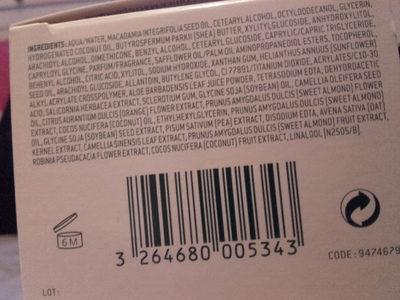 INGREDIENTS: AQUA/WATER, MACADAMIA INTEGRIFOLIA SEED OIL, CETEARYL ALCOHOL, OCTYLDODECANOL, GLYCERIN,
HYDROGENATED COCONUT OIL, BUTYROSPERMUM PARKII (SHEA) BUTTER, XYLITYLGLUCOSIDE, ANHYDROXYLITOL,
ARACHIDYL ALCOHOL, DIMETHICONE, BENZYL ALCOHOL, CETEARYL GLUCOSIDE, CAPRYLIC/CAPRIC TRIGLYCERIDE,
CAPRYLOYL GLYCINE, PARFUM/FRAGRANCE, SAFFLOWER OIL/PALM OIL AMINOPROPANEDIOL ESTERS, TOCOPHEROL,
BEHENYL ALCOHOL, CITRIC ACID, XYLITOL, SODIUM HYDROXIDE, XANTHAN GUM, HELIANTHUS ANNUUS (SUNFLOWER)
SEED OIL, ARACHIDYL GLUCOSIDE, ALLANTOIN, BUTYLENE GLYCOL, CI 77891/TITANIUM DIOXIDE, ACRYLATES/C10-30
ALKYL ACRYLATE CROSSPOLYMER, ALOE BARBADENSIS LEAF JUICE POWDER, TETRASODIUM EDTA, DEHYDROACETIC
ACID, SALICORNIA HERBACEA EXTRACT, SCLEROTIUM GUM, GLYCINE SOJA (SOYBEAN) OIL, CAMELLIA OLEIFERA SEED
OIL, CITRUS AURANTIUM DULCIS (ORANGE) FLOWER EXTRACT, PRUNUS AMYGDALUS DULCIS (SWEET ALMOND) FLOWER
EXTRACT, COCOS NUCIFERA (COCONUT) OIL, ETHYLHEXYLGLYCERIN, PRUNUS AMYGDALUS DULCIS (SWEET ALMOND)
OIL, GLYCINE SOJA (SOYBEAN) SEED EXTRACT, PISUM SATIVUM (PEA) EXTRACT, DISODIUM EDTA, AVENA SATIVA (OAT)
KERNEL EXTRACT, CAMELLIA SINENSIS LEAF EXTRACT, PRUNUS AMYGDALUS DULCIS (SWEET ALMOND) FRUIT EXTRACT,
ROBINIA PSEUDACACIA FLOWER EXTRACT, COCOS NUCIFERA (COCONUT) FRUIT EXTRACT, LINALOOL [N2505/B].
6 M
3 264680 005343
CODE: 9474679
LOT: